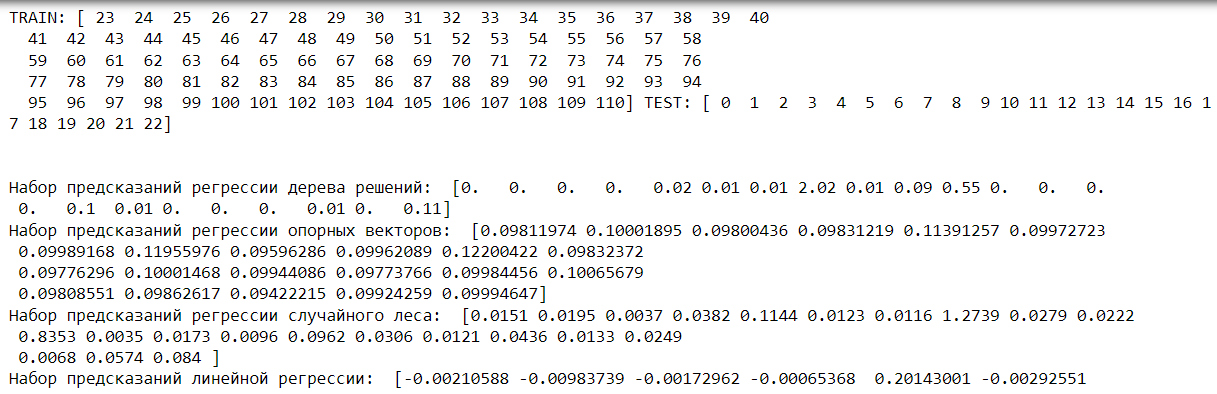 TRAIN: [ 23 24 25 26 27 28 29 30 31 32 33 34 35 36 37 38 39 40
41 42 43 44 45 46 47 48 49 50 51 52 53 54 55 56 57 58
59 60 61 62 63 64 65 66 67 68 69 70 71 72 73 74 75 76
77 78 79 80 81 82 83 84 85 86 87 88 89 90 91 92 93 94
95 96 97 98 99 100 101 102 103 104 105 106 107 108 109 110] TEST: [ 0 1 2 3 4 5 6 7 8 9 10 11 12 13 14 15 16 1
7 18 19 20 21 22]
Набор предсказаний регрессии дерева решений: [0. 0. 0. 0. 0.02 0.01 0.01 2.02 0.01 0.09 0.55 0. 0. 0.
0. 0.1 0.01 0. 0. 0. 0.01 0. 0.11]
Набор предсказаний регрессии опорных векторов: [0.09811974 0.10001895 0.09800436 0.09831219 0.11391257 0.09972723
0.09989168 0.11955976 0.09596286 0.09962089 0.12200422 0.09832372
0.09776296 0.10001468 0.09944086 0.09773766 0.09984456 0.10065679
0.09808551 0.09862617 0.09422215 0.09924259 0.09994647]
Набор предсказаний регрессии случайного леса: [0.0151 0.0195 0.0037 0.0382 0.1144 0.0123 0.0116 1.2739 0.0279 0.0222
0.8353 0.0035 0.0173 0.0096 0.0962 0.0306 0.0121 0.0436 0.0133 0.0249
0.0068 0.0574 0.084 ]
Набор предсказаний линейной регрессии: [-0.00210588 -0.00983739 -0.00172962 -0.00065368 0.20143001 -0.00292551